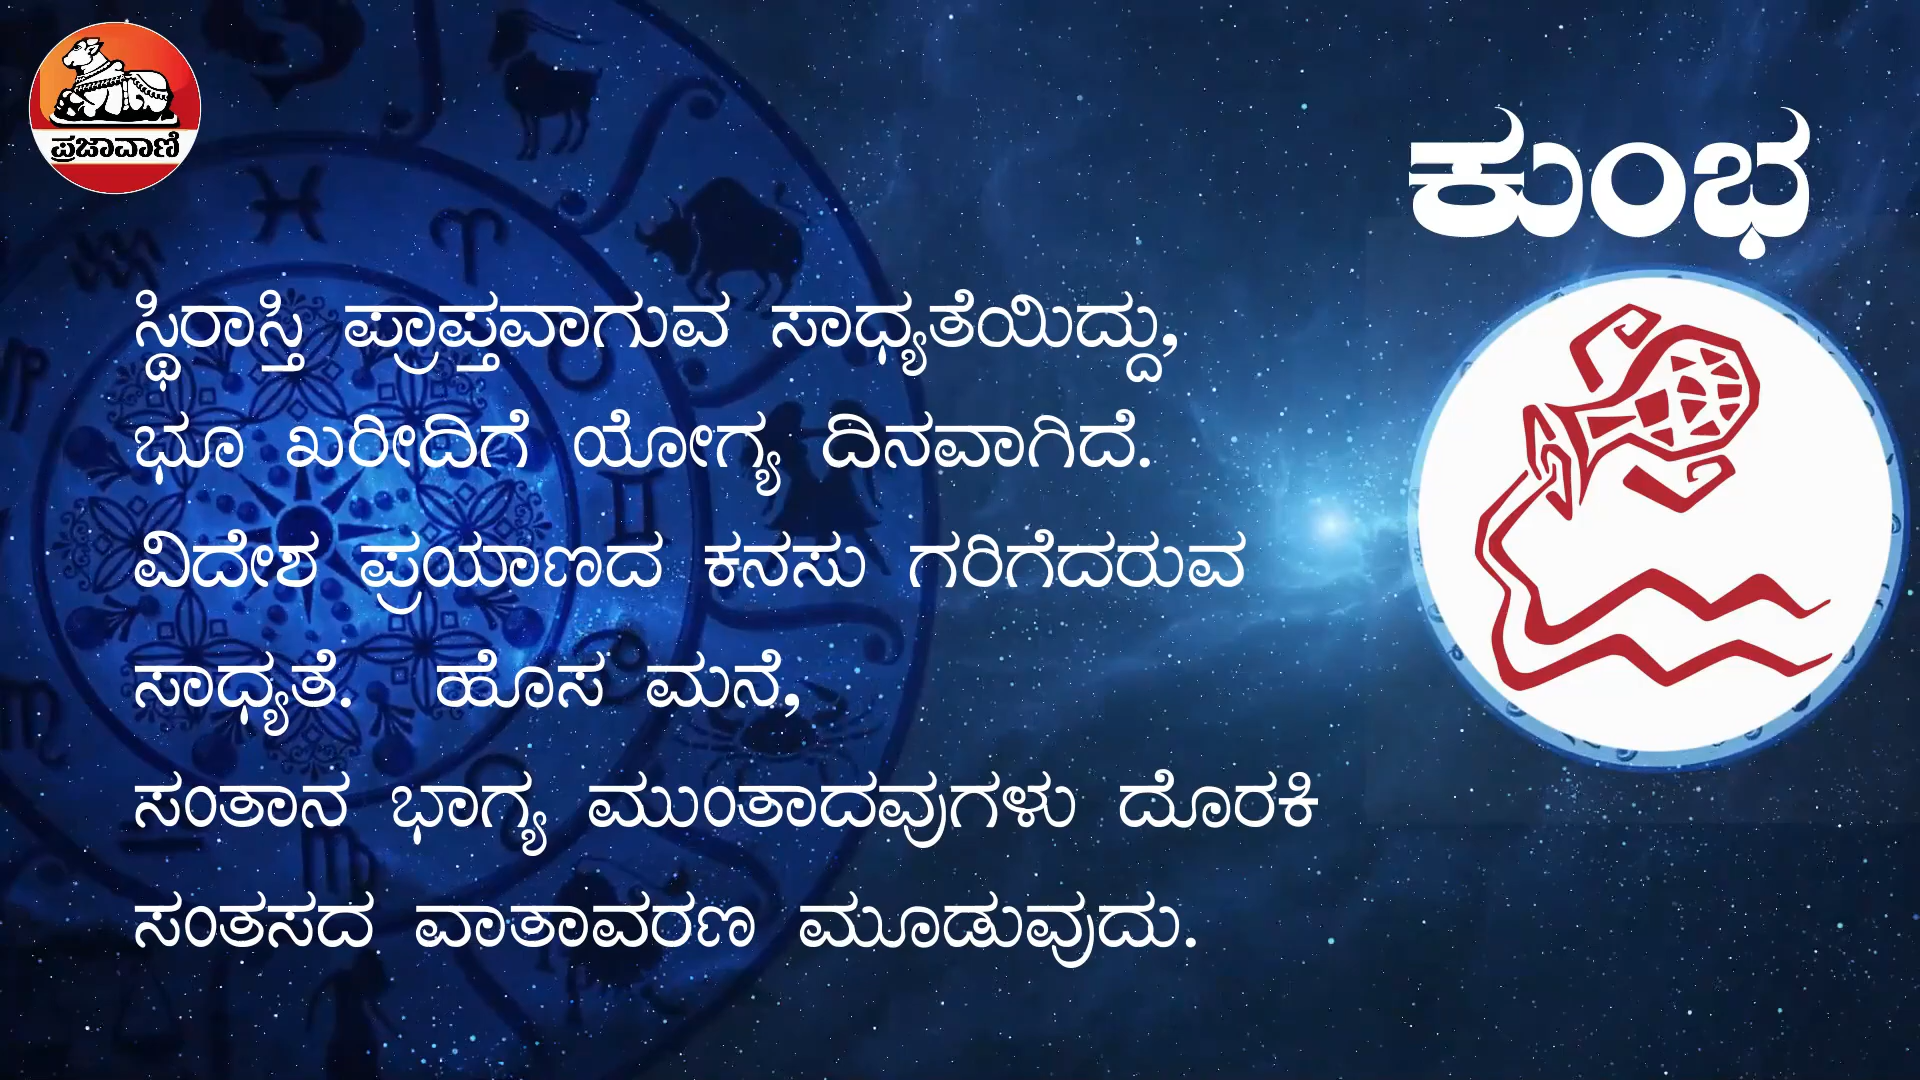 ಪ್ರಜಾವಾಣಿ
ಕುಂಭ
ಸ್ಥಿರಾಸ್ತಿ ಪ್ರಾಪ್ತವಾಗುವ ಸಾಧ್ಯತೆಯಿದ್ದು,
ಭೂ ಖರೀದಿಗೆ ಯೋಗ್ಯ ದಿನವಾಗಿದೆ.
ವಿದೇಶ ಪ್ರಯಾಣದ ಕನಸು ಗರಿಗೆದರುವ
ಸಾಧ್ಯತೆ. ಹೊಸ ಮನೆ,
ಸಂತಾನ ಭಾಗ್ಯ ಮುಂತಾದವುಗಳು ದೊರಕಿ
ಸಂತಸದ ವಾತಾವರಣ ಮೂಡುವುದು.